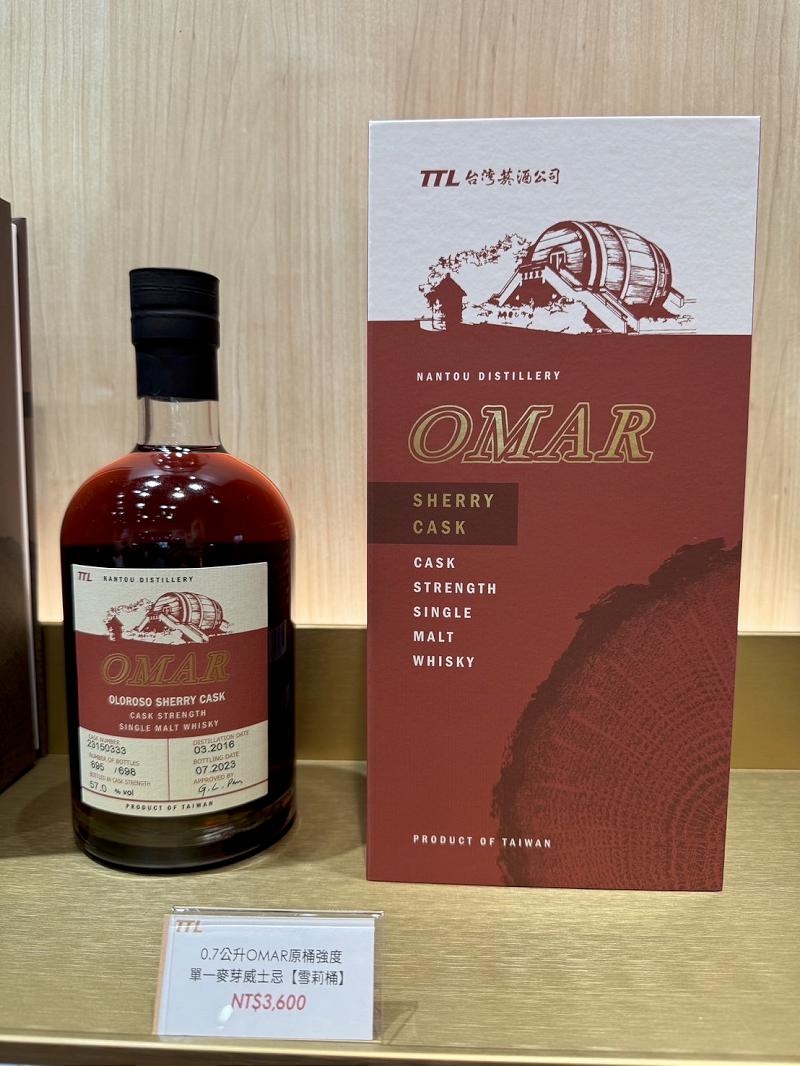 TTL NANTOU DISTILLERY
OMAR
OLOROSO SHERRY CASK
CASK STRENGTH
SINGLE MALT WHISKY
CASK NUMBER
23150333
NUMBER OF BOTTLES
695 /698
BOTTLED IN CASK STRENGTH
57.0 % vol
DISTILLATION DATE
03.2016
BOTTLING DATE
07.2023
APPROVED BY
PRODUCT OF TAIWAN
TTL 台灣菸酒公司
NANTOU DISTILLERY
OMAR
SHERRY
CASK
CASK
STRENGTH
SINGLE
MALT
WHISKY
PRODUCT OF TAIWAN
TTL
0.7公升OMAR原桶強度
單一麥芽威士忌【雪莉桶】
NT$3,600